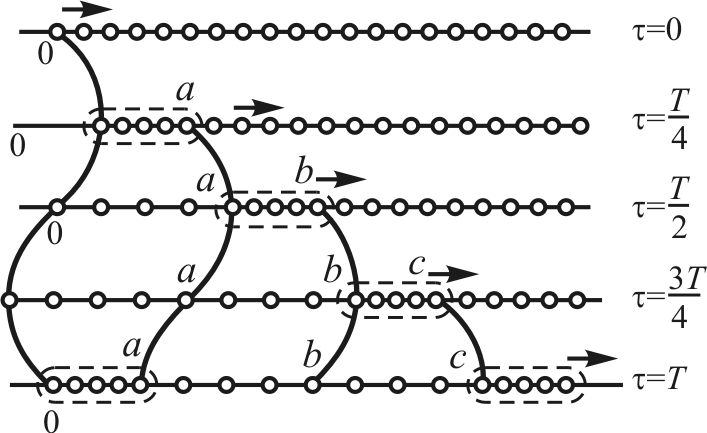 0 τ=0
a
0 τ=T/4
a b
0 τ=T/2
a b c τ=3T/4
a b c τ=T
0